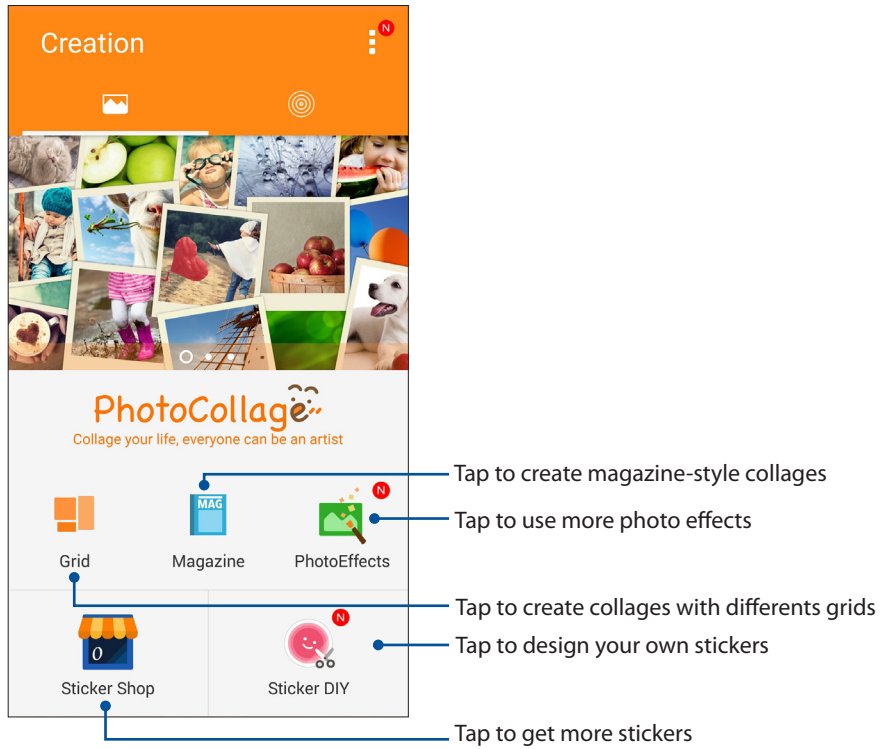 Creation
N
PhotoCollage
Collage your life, everyone can be an artist
Tap to create magazine-style collages
MAG
N
Tap to use more photo effects
Grid
Magazine
PhotoEffects
Tap to create collages with differents grids
N
Tap to design your own stickers
0
Sticker Shop
Sticker DIY
Tap to get more stickers